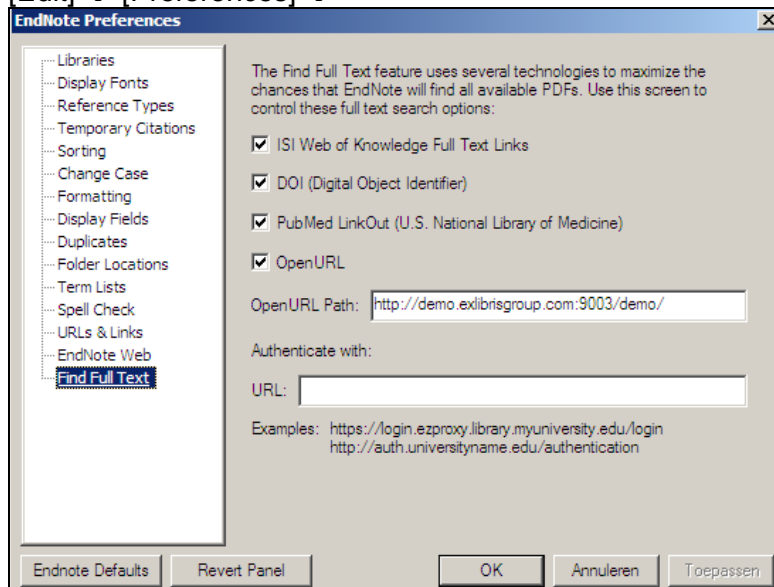 [Edit] -> [Preferences] ->
EndNote Preferences
Libraries
Display Fonts
Reference Types
Temporary Citations
Sorting
Change Case
Formatting
Display Fields
Duplicates
Folder Locations
Term Lists
Spell Check
URLs & Links
EndNote Web
Find Full Text
The Find Full Text feature uses several technologies to maximize the
chances that EndNote will find all available PDFs. Use this screen to
control these full text search options:
ISI Web of Knowledge Full Text Links
DOI (Digital Object Identifier)
PubMed LinkOut (U.S. National Library of Medicine)
OpenURL
OpenURL Path: http://demo.exlibrisgroup.com:9003/demo/
Authenticate with:
URL:
Examples: https://login.ezproxy.library.myuniversity.edu/login
http://auth.universityname.edu/authentication
Endnote Defaults Revert Panel OK Annuleren Toepassen